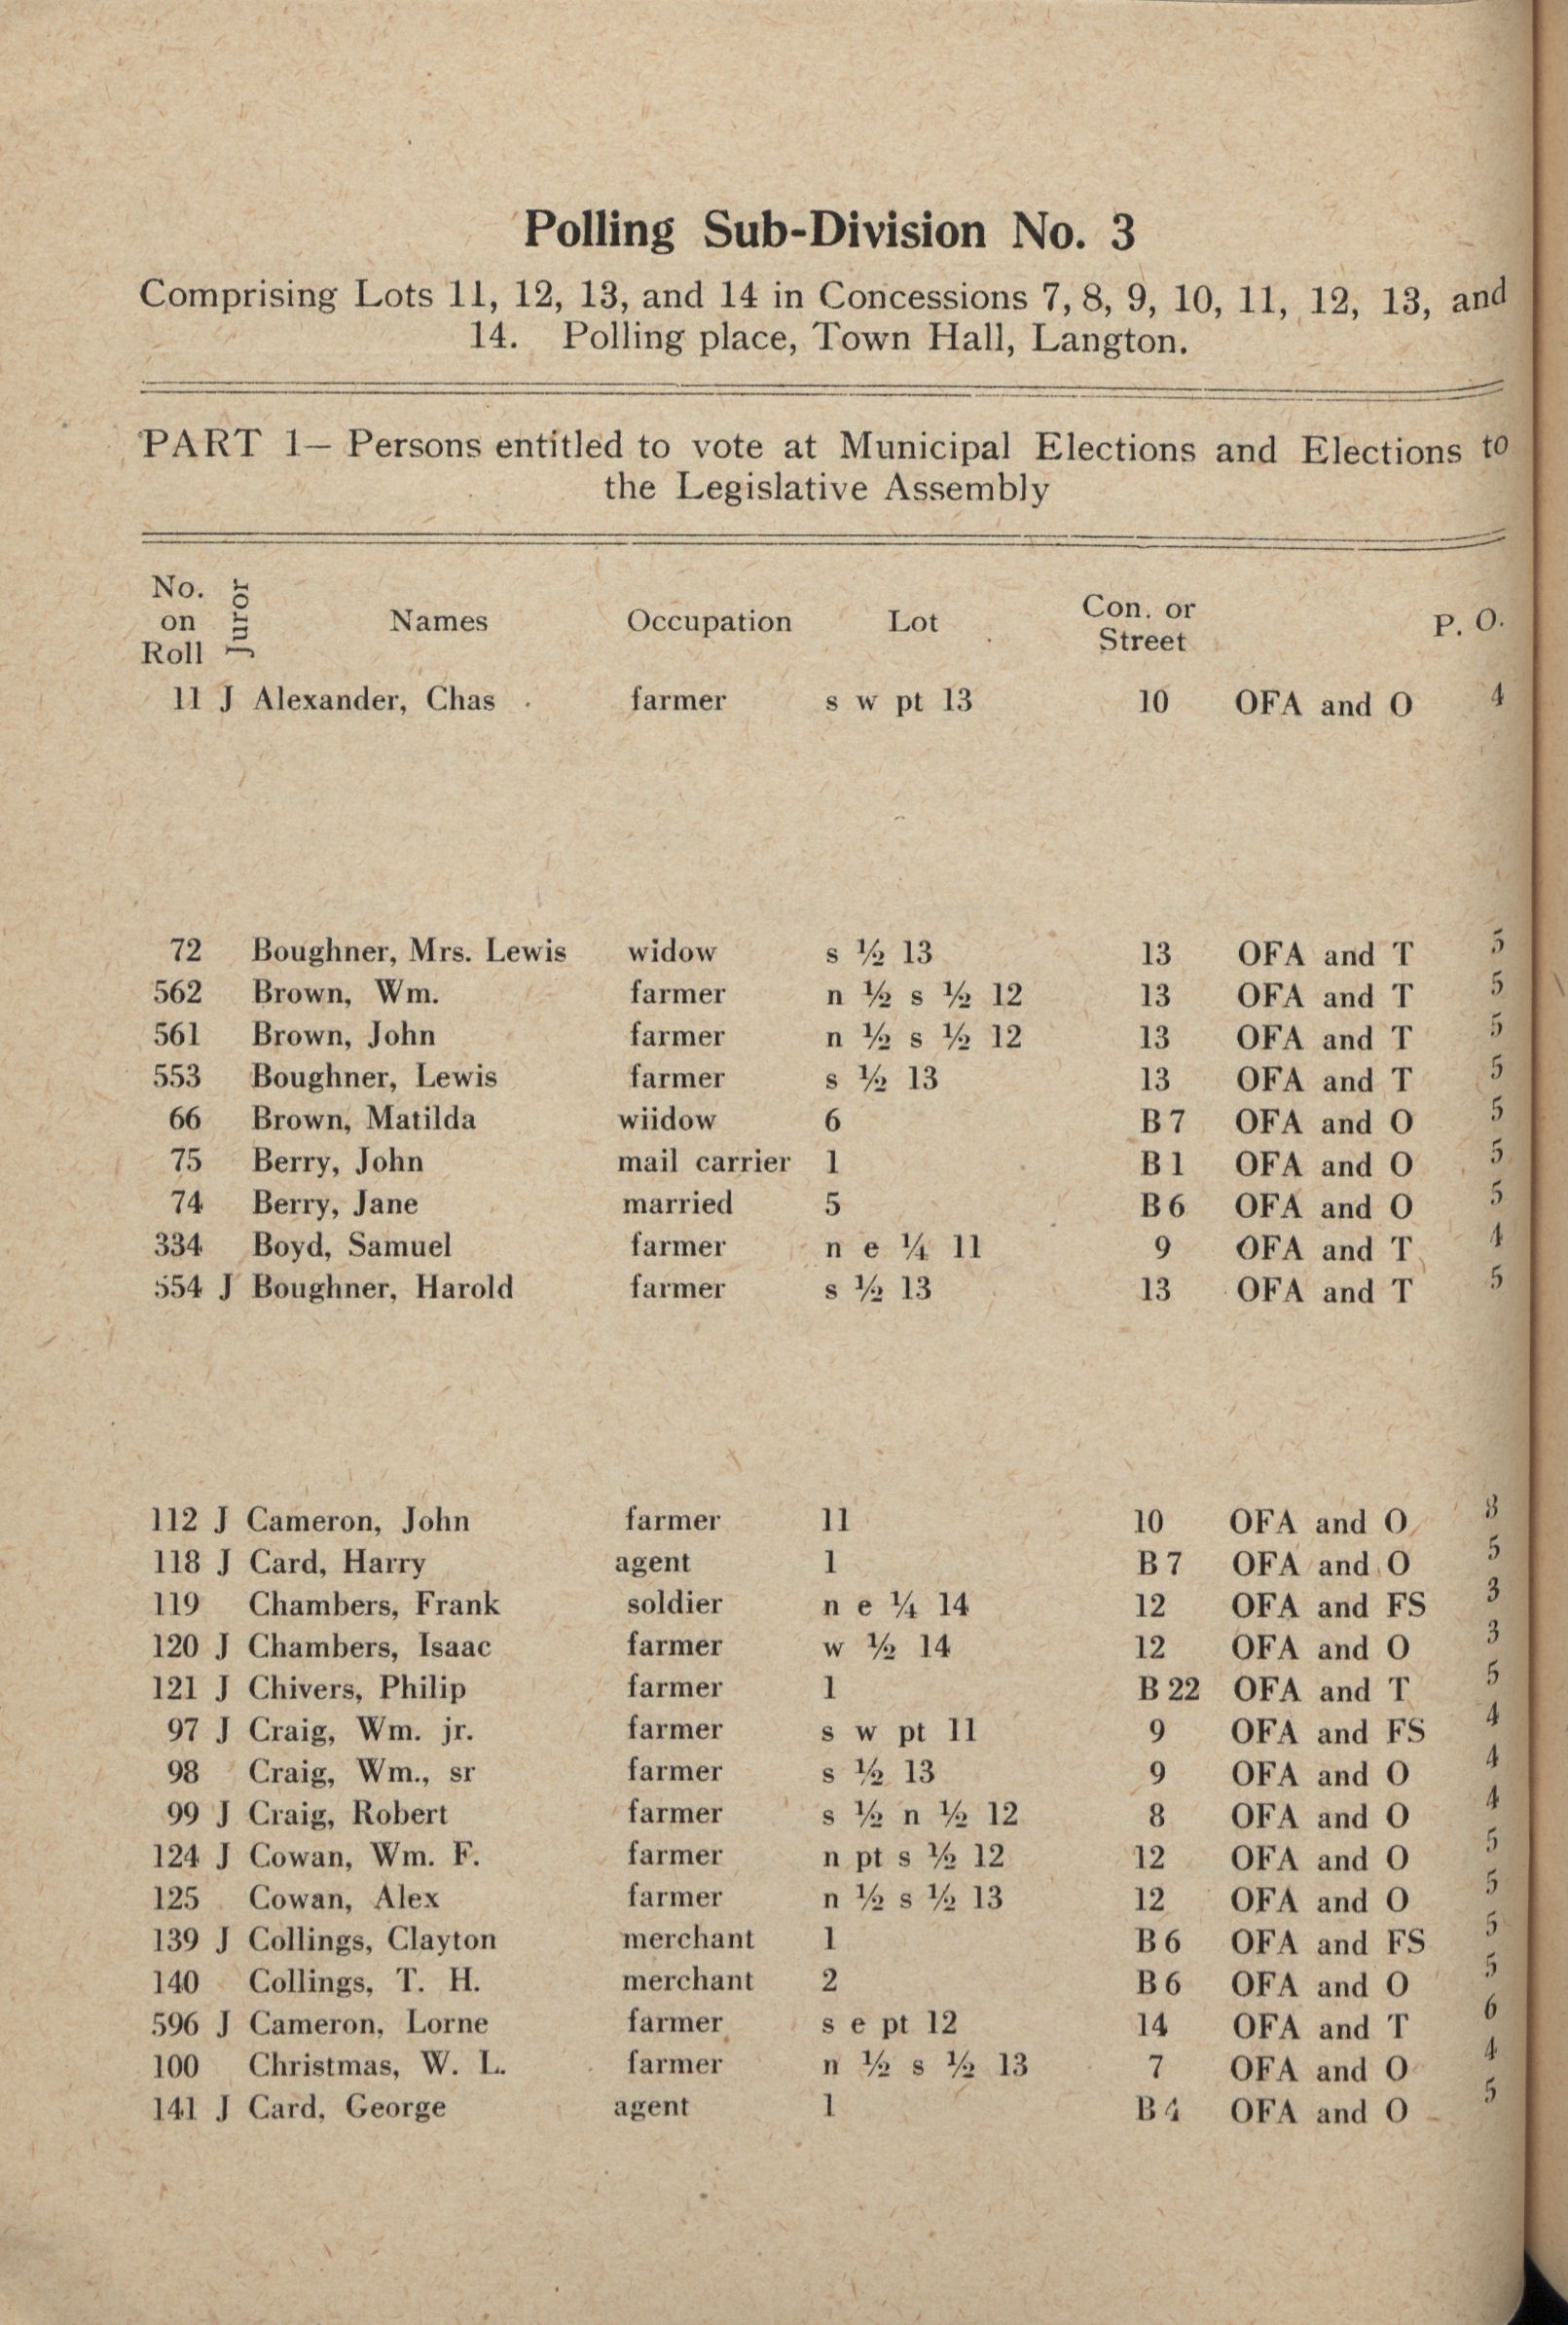 Polling Sub-Division No. 3
Comprising Lots 11, 12, 13, and 14 in Concessions 7, 8, 9, 10, 11, 12, 13, and
14. Polling place, Town Hall, Langton.
PART 1— Persons entitled to vote at Municipal Elections and Elections to
the Legislative Assembly
No. on Roll Juror Names Occupation Lot Con. or Street P. O.
11 J Alexander, Chas farmer s w pt 13 10 OFA and O 4
72 Boughner, Mrs. Lewis widow s ½ 13 13 OFA and T 5
562 Brown, Wm. farmer n ½ s ½ 12 13 OFA and T 5
561 Brown, John farmer n ½ s ½ 12 13 OFA and T 5
553 Boughner, Lewis farmer s ½ 13 13 OFA and T 5
66 Brown, Matilda wiidow 6 B 7 OFA and O 5
75 Berry, John mail carrier 1 B 1 OFA and O 5
74 Berry, Jane married 5 B 6 OFA and O 5
334 Boyd, Samuel farmer n e ¼ 11 9 OFA and T 4
554 J Boughner, Harold farmer s ½ 13 13 OFA and T 5
112 J Cameron, John farmer 11 10 OFA and O 3
118 J Card, Harry agent 1 B 7 OFA and O 5
119 Chambers, Frank soldier n e ¼ 14 12 OFA and FS 3
120 J Chambers, Isaac farmer w ½ 14 12 OFA and O 3
121 J Chivers, Philip farmer 1 B 22 OFA and T 5
97 J Craig, Wm. jr. farmer s w pt 11 9 OFA and FS 4
98 Craig, Wm., sr farmer s ½ 13 9 OFA and O 4
99 J Craig, Robert farmer s ½ n ½ 12 8 OFA and O 4
124 J Cowan, Wm. F. farmer n pt s ½ 12 12 OFA and O 5
125 Cowan, Alex farmer n ½ s ½ 13 12 OFA and O 5
139 J Collings, Clayton merchant 1 B 6 OFA and FS 5
140 Collings, T. H. merchant 2 B 6 OFA and O 5
596 J Cameron, Lorne farmer s e pt 12 14 OFA and T 6
100 Christmas, W. L. farmer n ½ s ½ 13 7 OFA and O 4
141 J Card, George agent 1 B 4 OFA and O 5